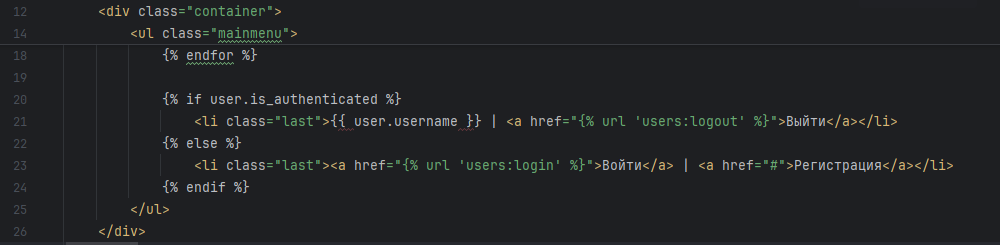 12 <div class="container">
14 <ul class="mainmenu">
18 {% endfor %}
19
20 {% if user.is_authenticated %}
21 <li class="last">{{ user.username }} | <a href="{% url 'users:logout' %}">Выйти</a></li>
22 {% else %}
23 <li class="last"><a href="{% url 'users:login' %}">Войти</a> | <a href="#">Регистрация</a></li>
24 {% endif %}
25 </ul>
26 </div>